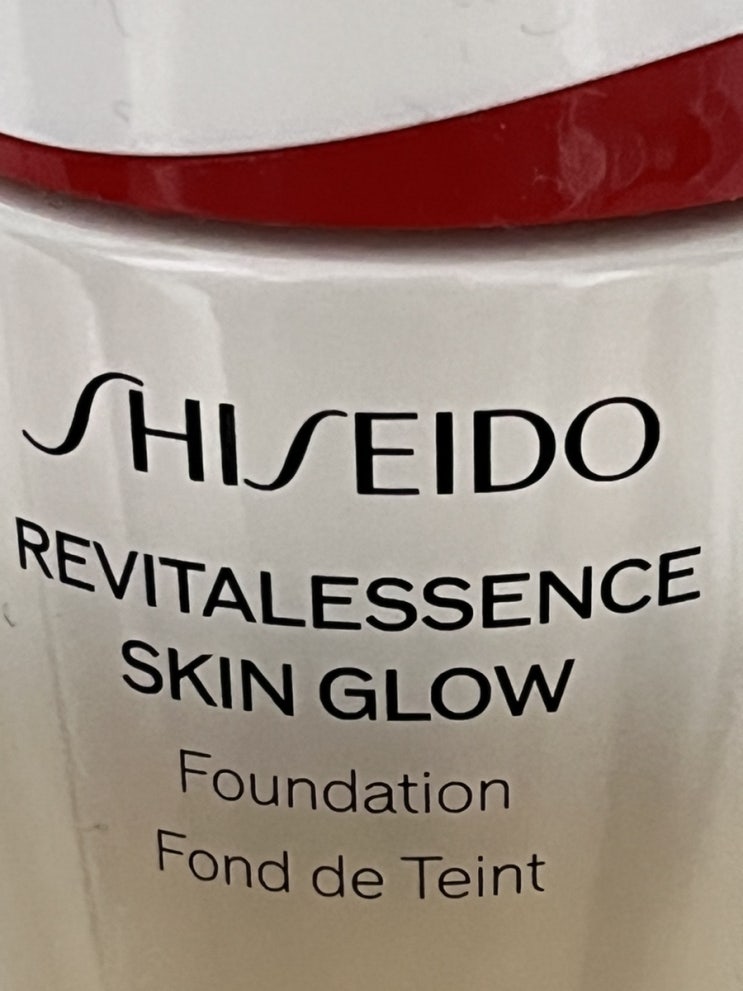 SHISEIDO
REVITALESSENCE
SKIN GLOW
Foundation
Fond de Teint